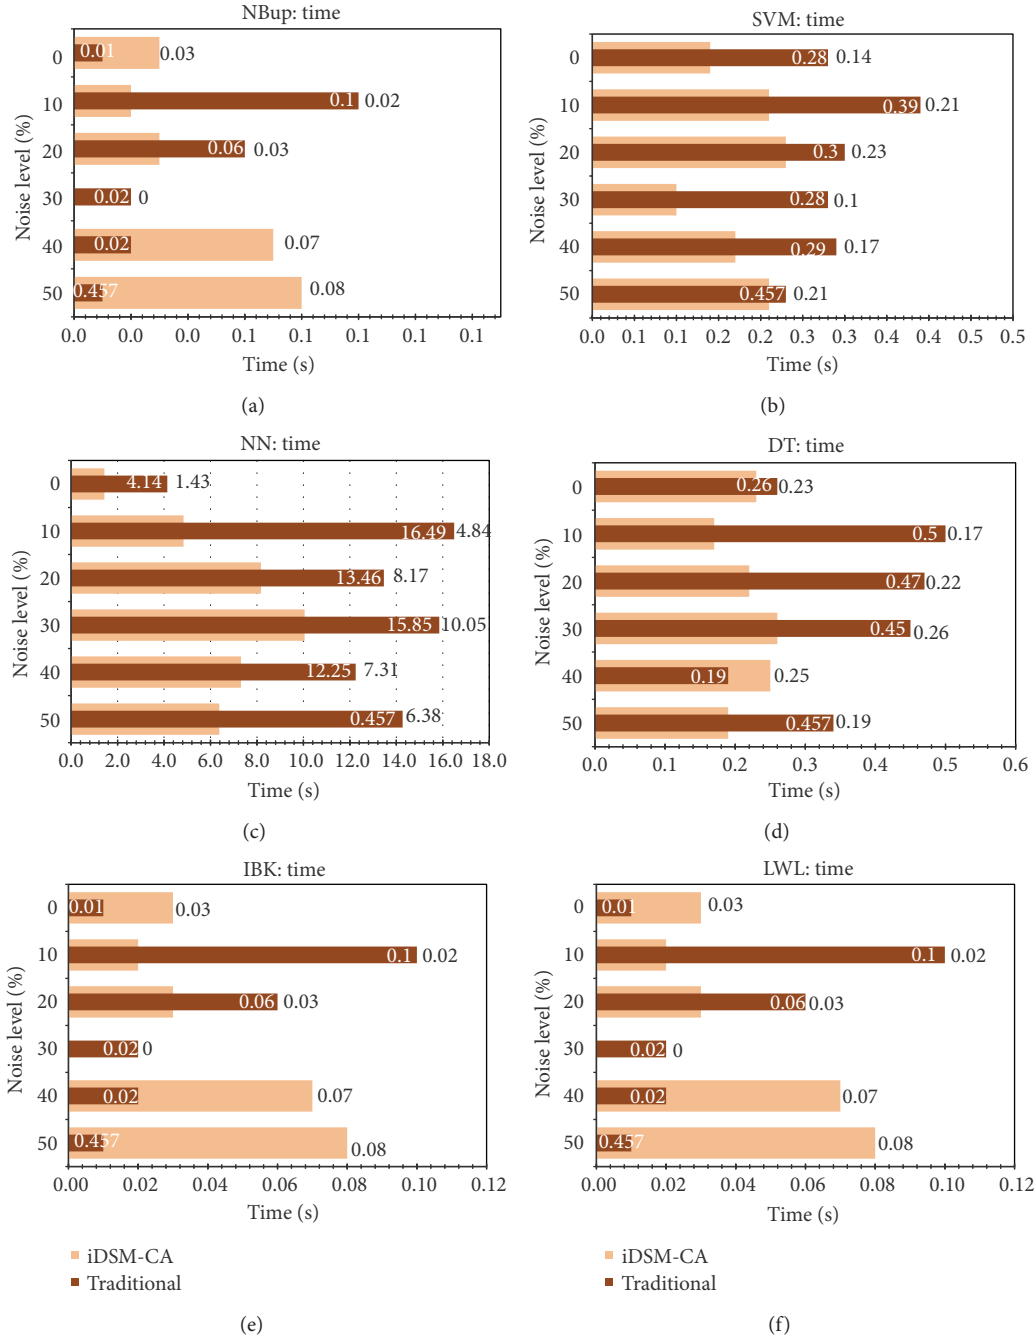 NBup: time
Noise level (%)
0 0.01 0.03
10 0.1 0.02
20 0.06 0.03
30 0.02 0
40 0.02 0.07
50 0.457 0.08
0.0 0.0 0.0 0.1 0.1 0.1 0.1 0.1
Time (s)
(a)
SVM: time
Noise level (%)
0 0.28 0.14
10 0.39 0.21
20 0.3 0.23
30 0.28 0.1
40 0.29 0.17
50 0.457 0.21
0.0 0.1 0.1 0.2 0.2 0.3 0.3 0.4 0.4 0.5 0.5
Time (s)
(b)
NN: time
Noise level (%)
0 4.14 1.43
10 16.49 4.84
20 13.46 8.17
30 15.85 10.05
40 12.25 7.31
50 0.457 6.38
0.0 2.0 4.0 6.0 8.0 10.0 12.0 14.0 16.0 18.0
Time (s)
(c)
DT: time
Noise level (%)
0 0.26 0.23
10 0.5 0.17
20 0.47 0.22
30 0.45 0.26
40 0.19 0.25
50 0.457 0.19
0.0 0.1 0.2 0.3 0.4 0.5 0.6
Time (s)
(d)
IBK: time
Noise level (%)
0 0.01 0.03
10 0.1 0.02
20 0.06 0.03
30 0.02 0
40 0.02 0.07
50 0.457 0.08
0.00 0.02 0.04 0.06 0.08 0.10 0.12
Time (s)
iDSM-CA
Traditional
(e)
LWL: time
Noise level (%)
0 0.01 0.03
10 0.1 0.02
20 0.06 0.03
30 0.02 0
40 0.02 0.07
50 0.457 0.08
0.00 0.02 0.04 0.06 0.08 0.10 0.12
Time (s)
iDSM-CA
Traditional
(f)